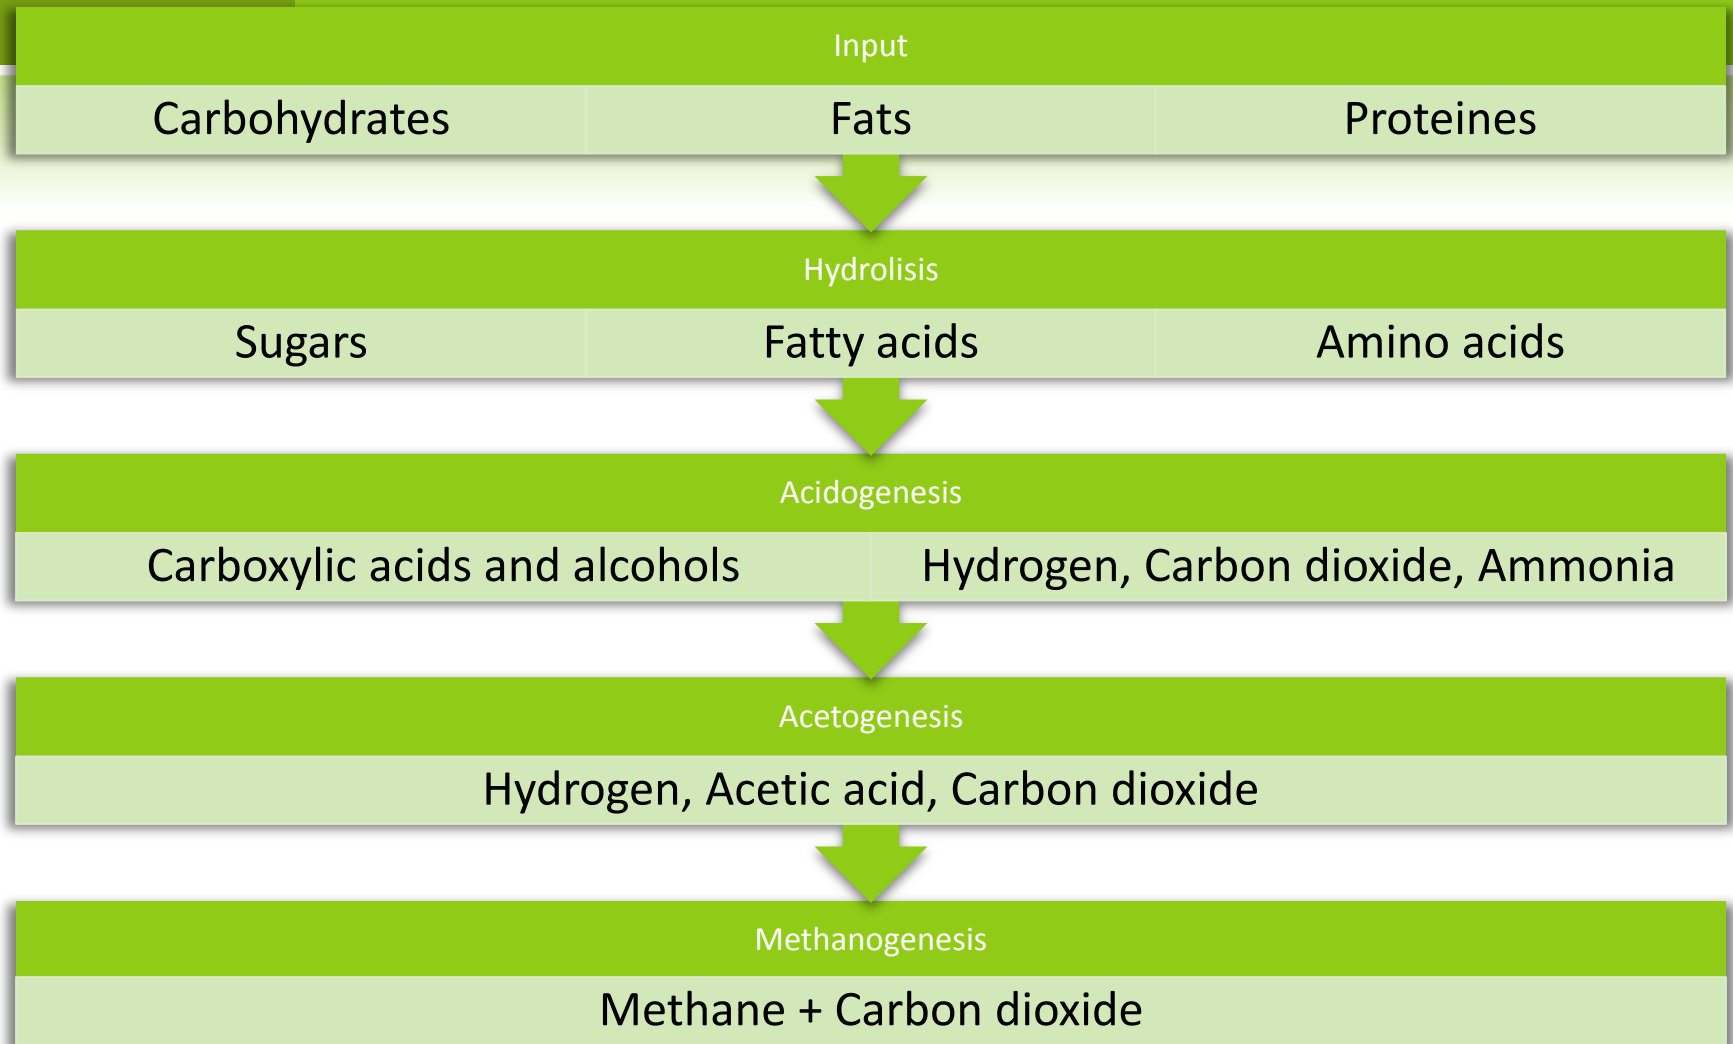 Input
Carbohydrates Fats Proteines
Hydrolisis
Sugars Fatty acids Amino acids
Acidogenesis
Carboxylic acids and alcohols Hydrogen, Carbon dioxide, Ammonia
Acetogenesis
Hydrogen, Acetic acid, Carbon dioxide
Methanogenesis
Methane + Carbon dioxide